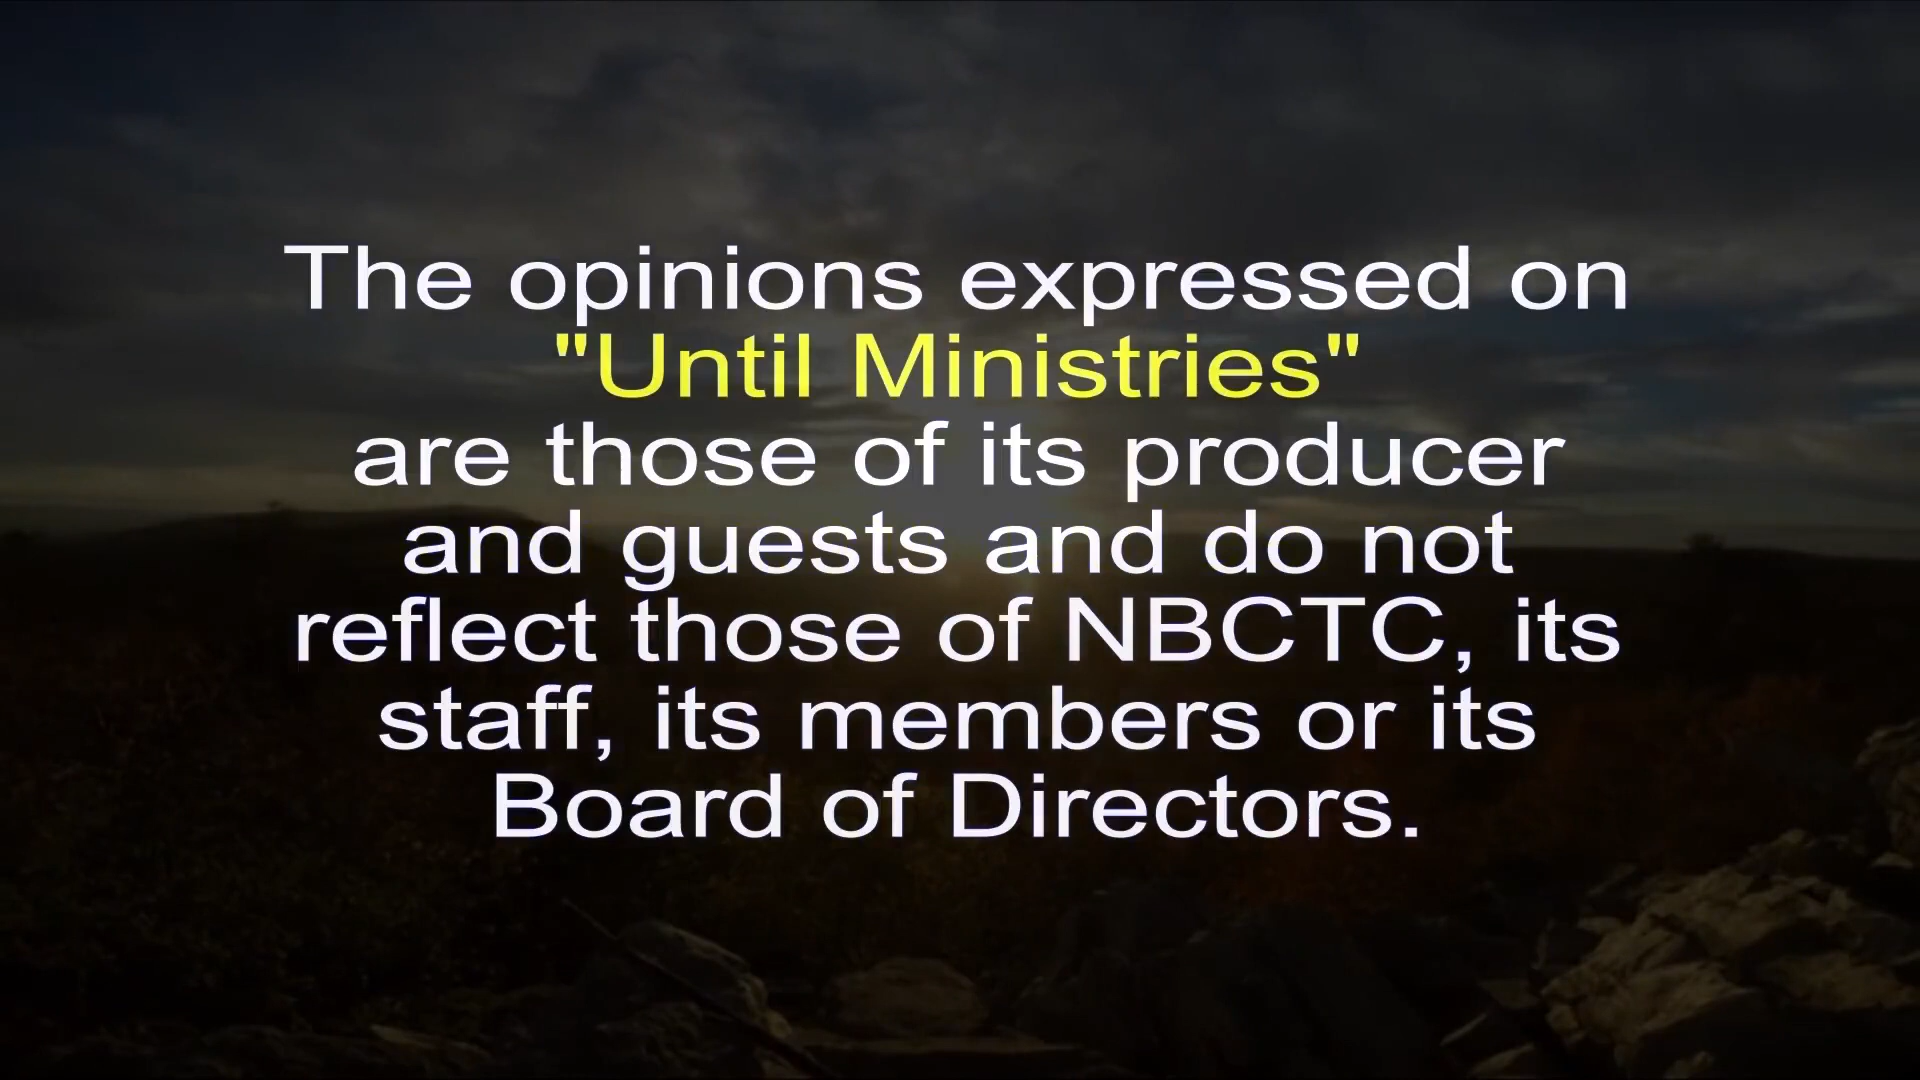 The opinions expressed on
"Until Ministries"
are those of its producer
and guests and do not
reflect those of NBCTC, its
staff, its members or its
Board of Directors.